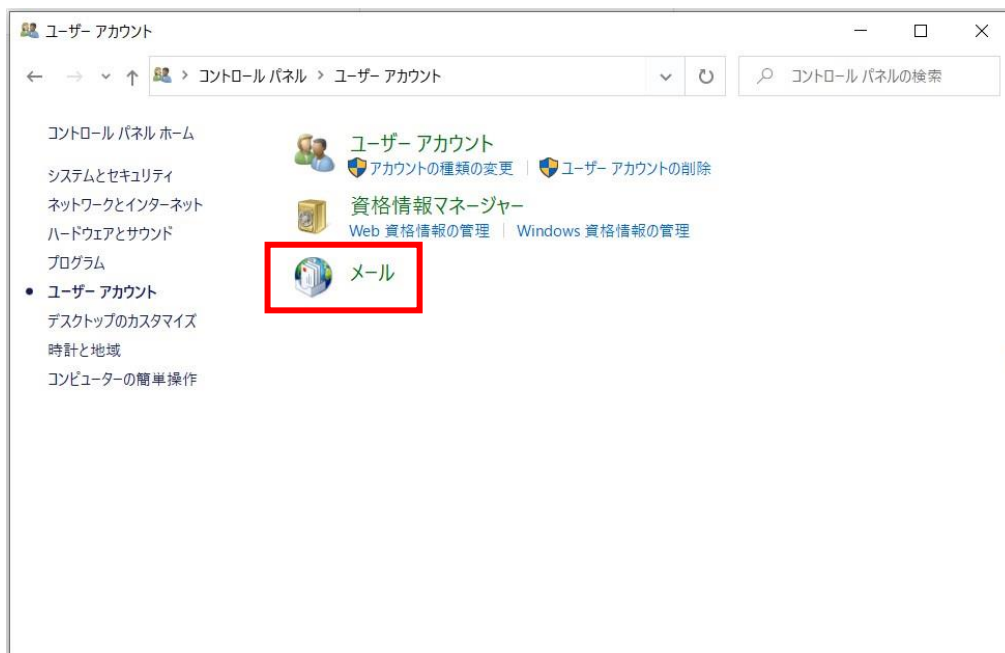 ユーザー アカウント
コントロール パネル > ユーザー アカウント
コントロール パネルの検索
コントロール パネル ホーム
システムとセキュリティ
ネットワークとインターネット
ハードウェアとサウンド
プログラム
ユーザー アカウント
デスクトップのカスタマイズ
時計と地域
コンピューターの簡単操作
ユーザー アカウント
アカウントの種類の変更 ユーザー アカウントの削除
資格情報マネージャー
Web 資格情報の管理 Windows 資格情報の管理
メール